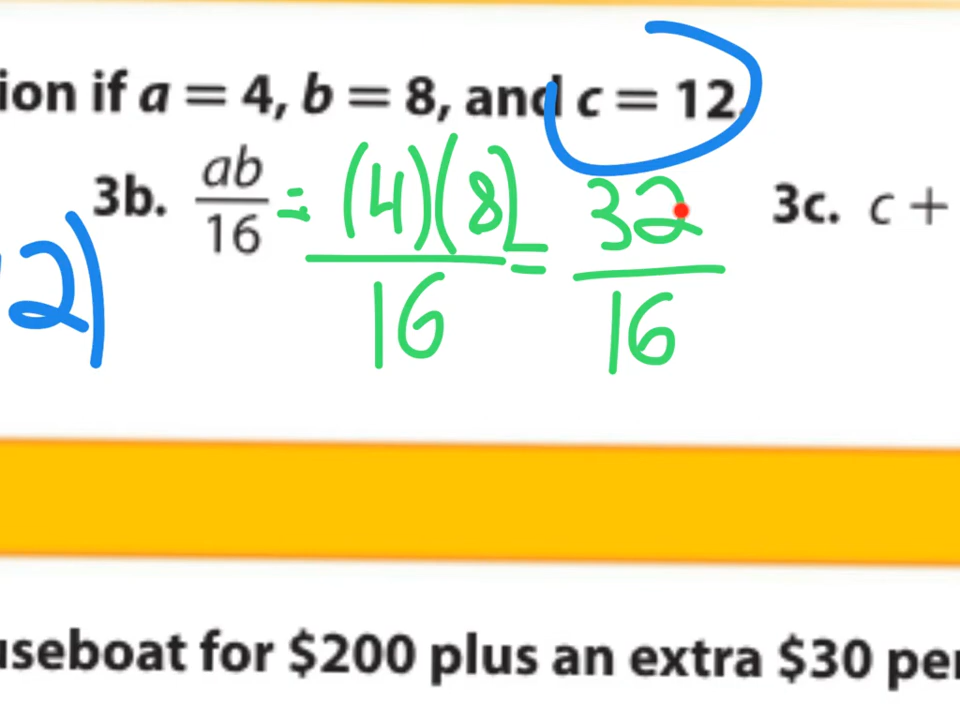 ion if a = 4, b = 8, and c = 12.
3b. ab/16 = (4)(8)/16 = 32/16 3c. c +
2)
useboat for $200 plus an extra $30 per